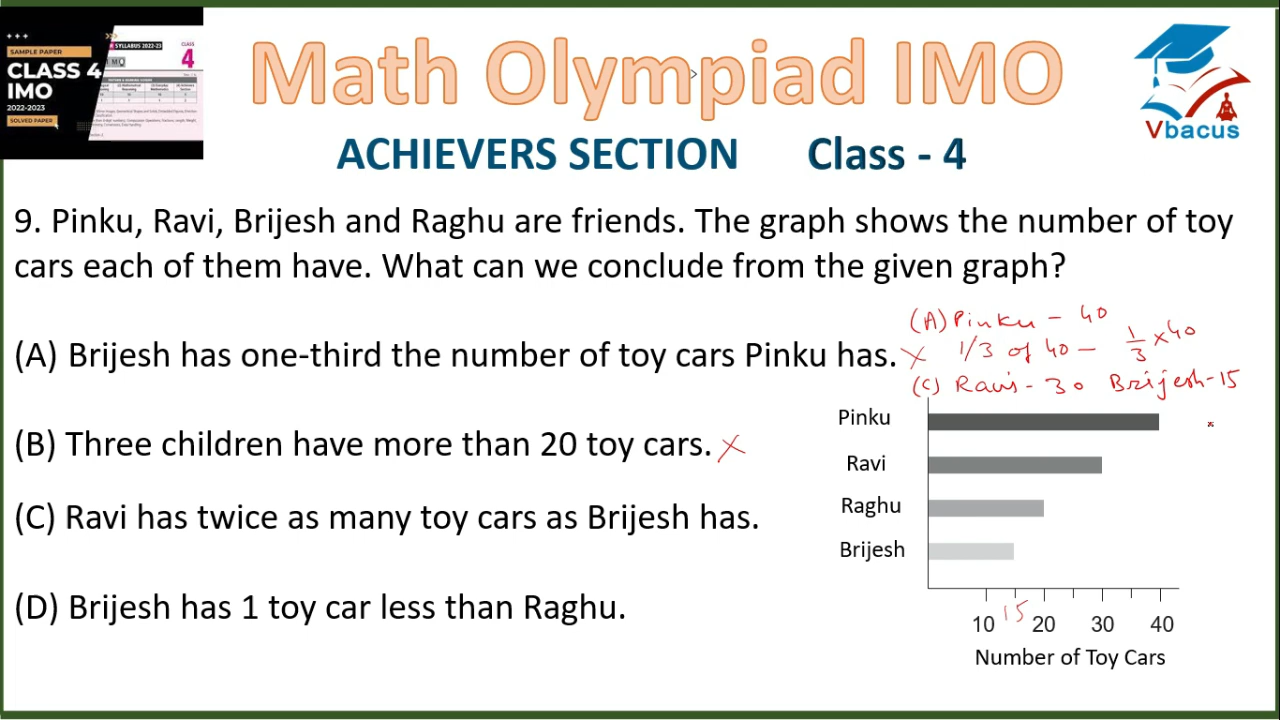 SAMPLE PAPER
CLASS 4
IMO
2022-2023
SOLVED PAPER
SYLLABUS 2022-23
CLASS
4
Math Olympiad IMO
Vbacus
ACHIEVERS SECTION Class - 4
9. Pinku, Ravi, Brijesh and Raghu are friends. The graph shows the number of toy
cars each of them have. What can we conclude from the given graph?
(A) Pinku - 40
(A) Brijesh has one-third the number of toy cars Pinku has. X 1/3 of 40 - 1/3 x 40
(C) Ravi - 30 Brijesh - 15
(B) Three children have more than 20 toy cars. X
(C) Ravi has twice as many toy cars as Brijesh has.
(D) Brijesh has 1 toy car less than Raghu.
Pinku
Ravi
Raghu
Brijesh
10 15 20 30 40
Number of Toy Cars